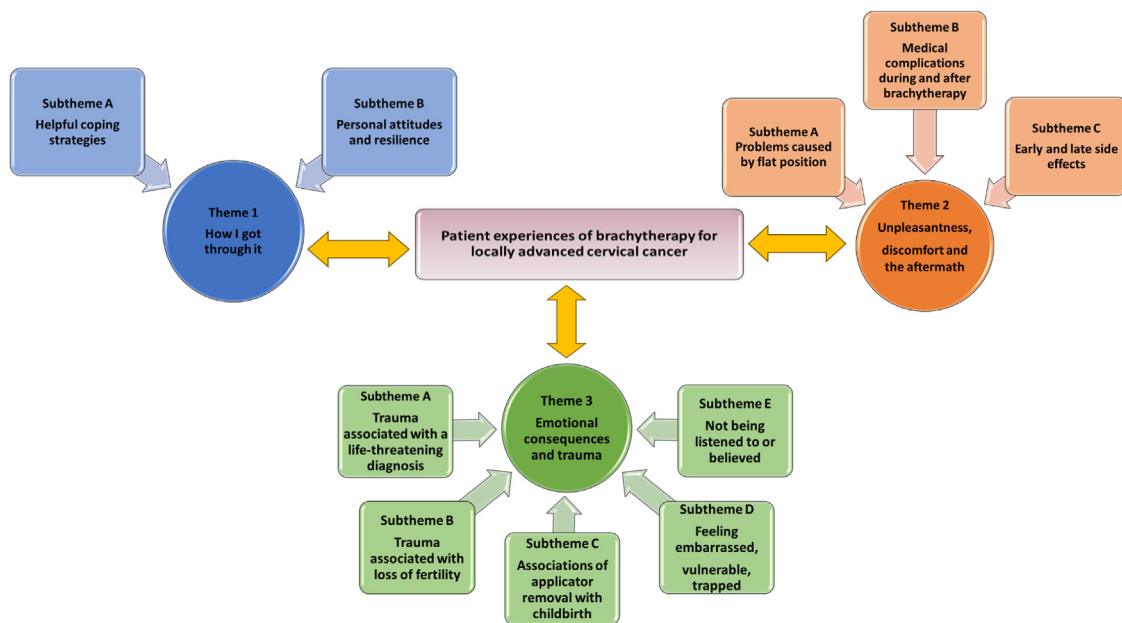 Subtheme A
Helpful coping
strategies
Subtheme B
Personal attitudes
and resilience
Theme 1
How I got
through it
Patient experiences of brachytherapy for
locally advanced cervical cancer
Subtheme B
Medical
complications
during and after
brachytherapy
Subtheme A
Problems caused
by flat position
Subtheme C
Early and late side
effects
Theme 2
Unpleasantness,
discomfort and
the aftermath
Theme 3
Emotional
consequences
and trauma
Subtheme A
Trauma
associated with a
life-threatening
diagnosis
Subtheme B
Trauma
associated with
loss of fertility
Subtheme C
Associations of
applicator
removal with
childbirth
Subtheme D
Feeling
embarrassed,
vulnerable,
trapped
Subtheme E
Not being
listened to or
believed